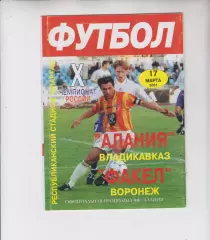 ФУТБОЛ
X
ЧЕМПИОНАТ
РОССИИ
17
МАРТА
2001
РЕСПУБЛИКАНСКИЙ СТАДИОН
"АЛАНИЯ"
ВЛАДИКАВКАЗ
"ФАКЕЛ"
ВОРОНЕЖ